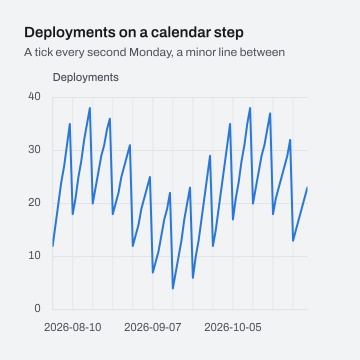 Deployments on a calendar step
A tick every second Monday, a minor line between
Deployments
40
30
20
10
0
2026-08-10 2026-09-07 2026-10-05